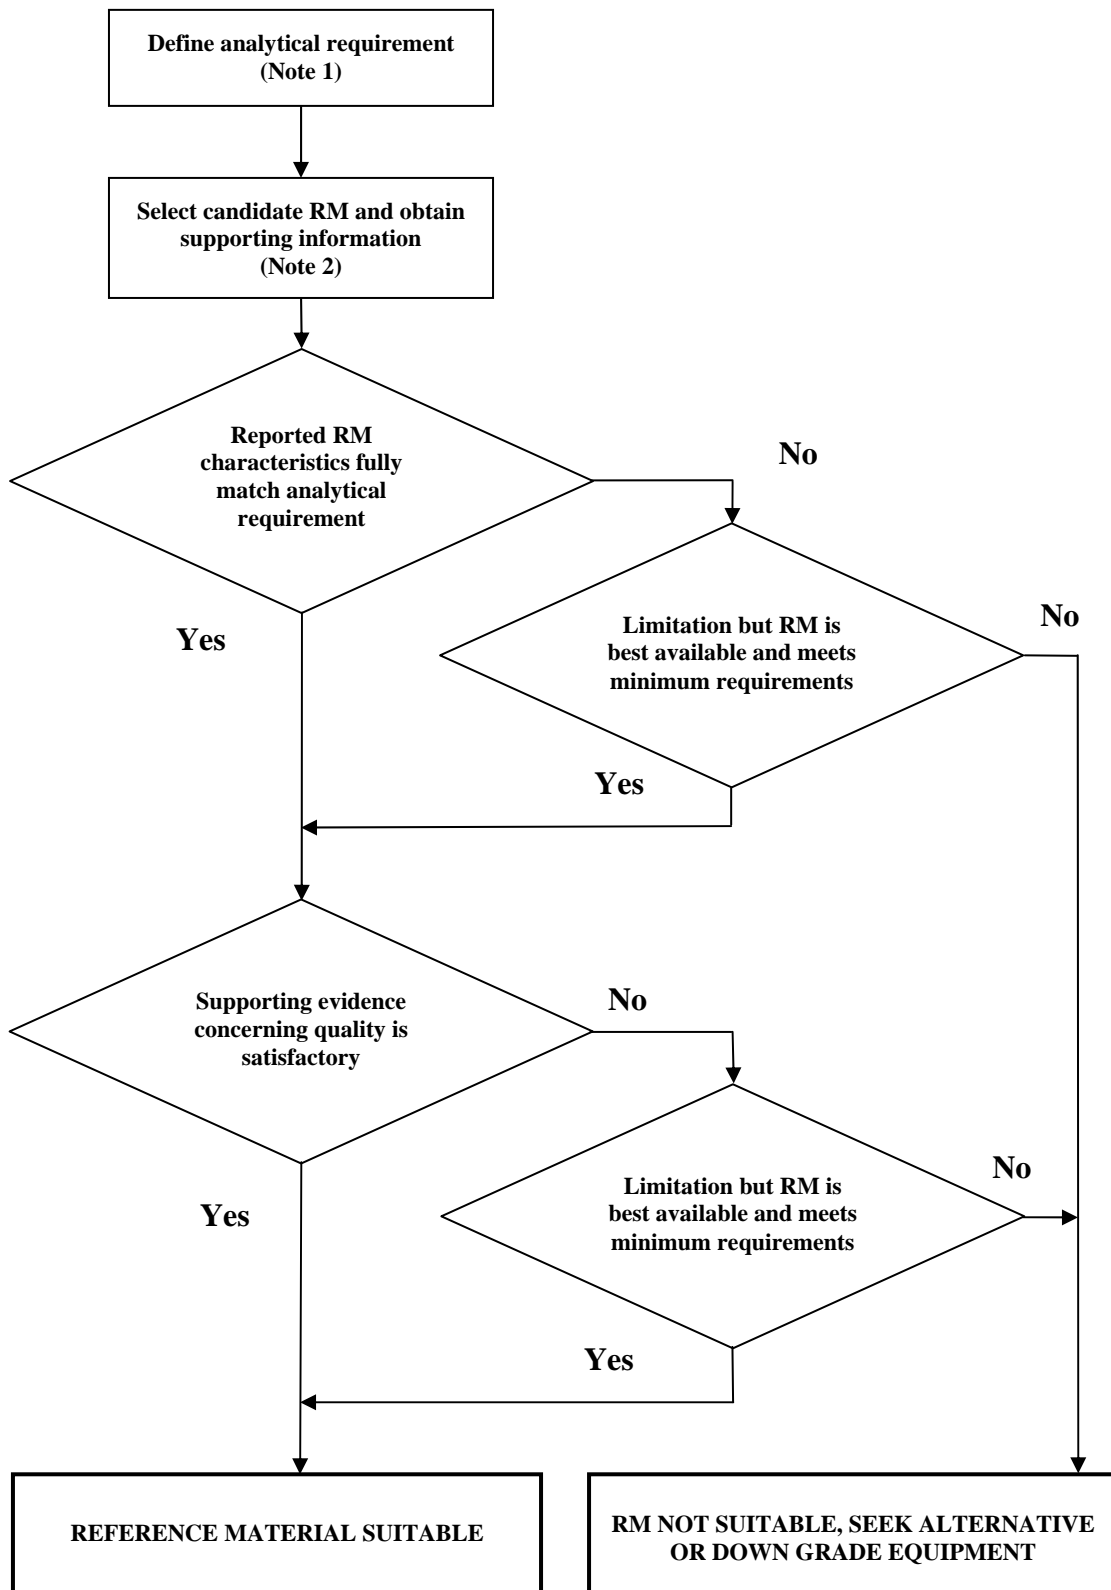 Define analytical requirement
(Note 1)
Select candidate RM and obtain
supporting information
(Note 2)
Reported RM
characteristics fully
match analytical
requirement
No
Yes
Limitation but RM is
best available and meets
minimum requirements
No
Yes
Supporting evidence
concerning quality is
satisfactory
No
Yes
Limitation but RM is
best available and meets
minimum requirements
No
Yes
REFERENCE MATERIAL SUITABLE
RM NOT SUITABLE, SEEK ALTERNATIVE
OR DOWN GRADE EQUIPMENT